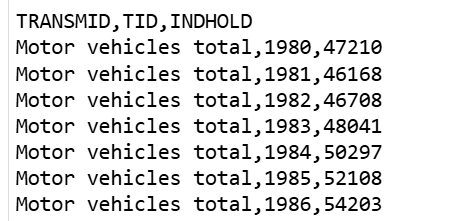 TRANSMID,TID,INDHOLD
Motor vehicles total,1980,47210
Motor vehicles total,1981,46168
Motor vehicles total,1982,46708
Motor vehicles total,1983,48041
Motor vehicles total,1984,50297
Motor vehicles total,1985,52108
Motor vehicles total,1986,54203